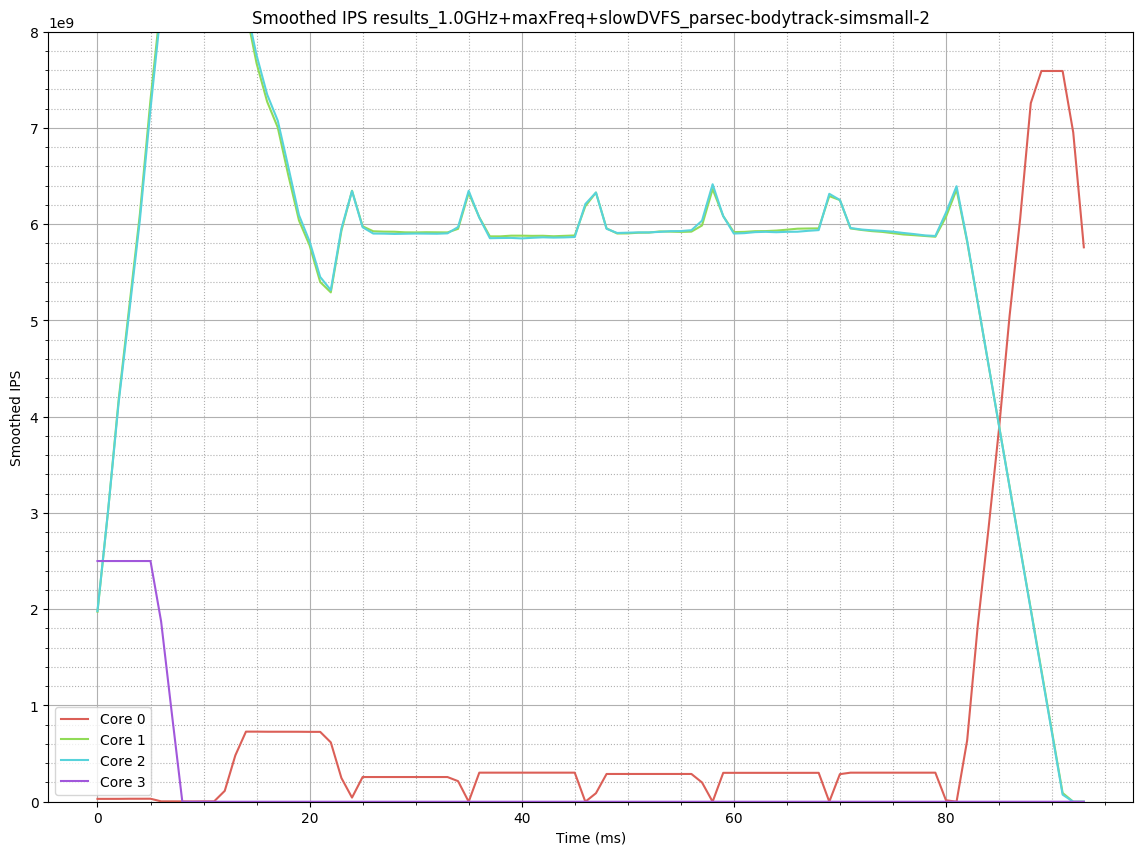 Smoothed IPS results_1.0GHz+maxFreq+slowDVFS_parsec-bodytrack-simsmall-2
1e9
8
7
6
5
4
3
2
1
0
Smoothed IPS
Core 0
Core 1
Core 2
Core 3
0 20 40 60 80
Time (ms)